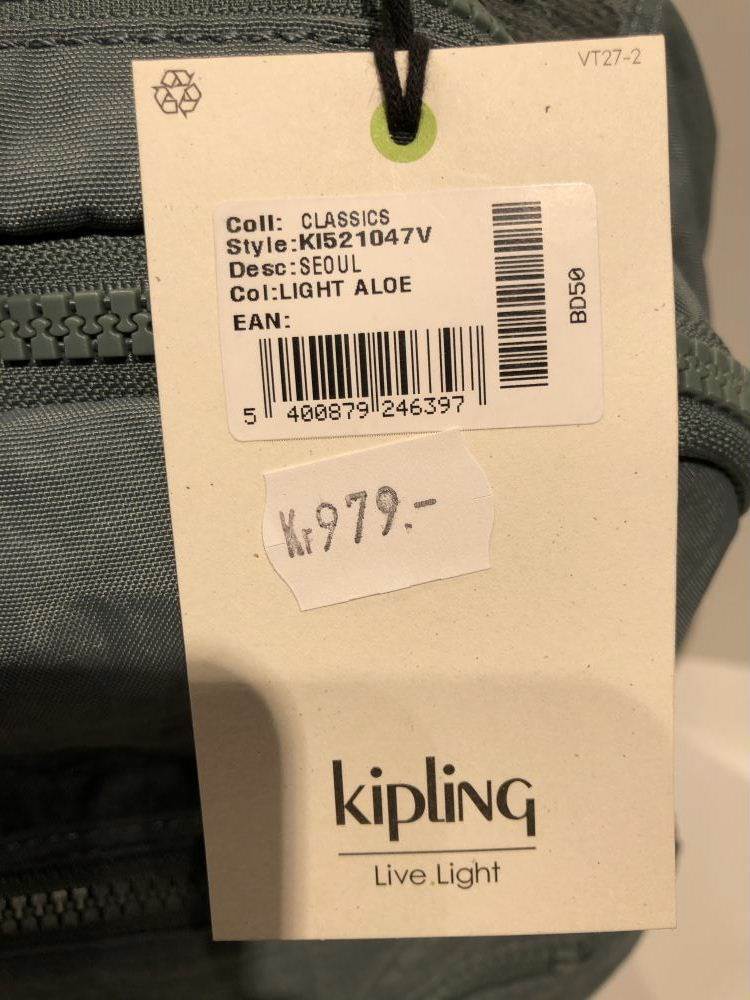 VT27-2
Coll: CLASSICS
Style:KI521047V
Desc:SEOUL
Col:LIGHT ALOE
EAN:
5 400879 246397
BD50
Kr979.-
kipling
Live.Light